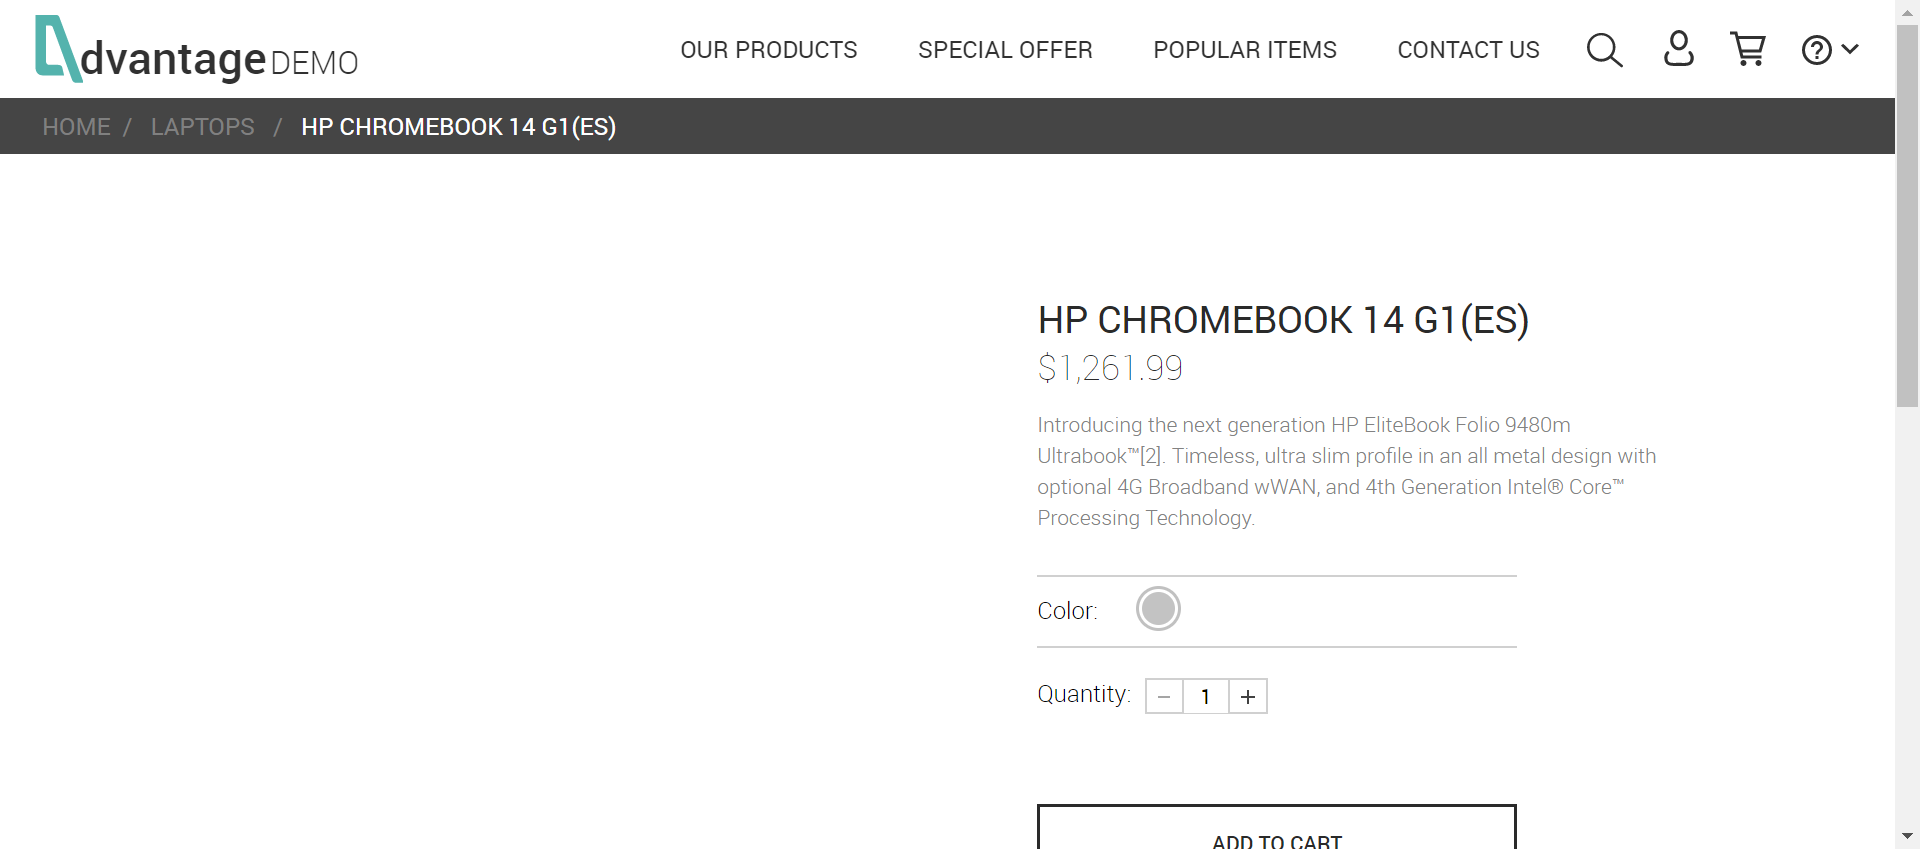 dvantage DEMO
OUR PRODUCTS SPECIAL OFFER POPULAR ITEMS CONTACT US
HOME / LAPTOPS / HP CHROMEBOOK 14 G1(ES)
HP CHROMEBOOK 14 G1(ES)
$1,261.99
Introducing the next generation HP EliteBook Folio 9480m
Ultrabook™[2]. Timeless, ultra slim profile in an all metal design with
optional 4G Broadband wWAN, and 4th Generation Intel® Core™
Processing Technology.
Color:
Quantity: − 1 +
ADD TO CART